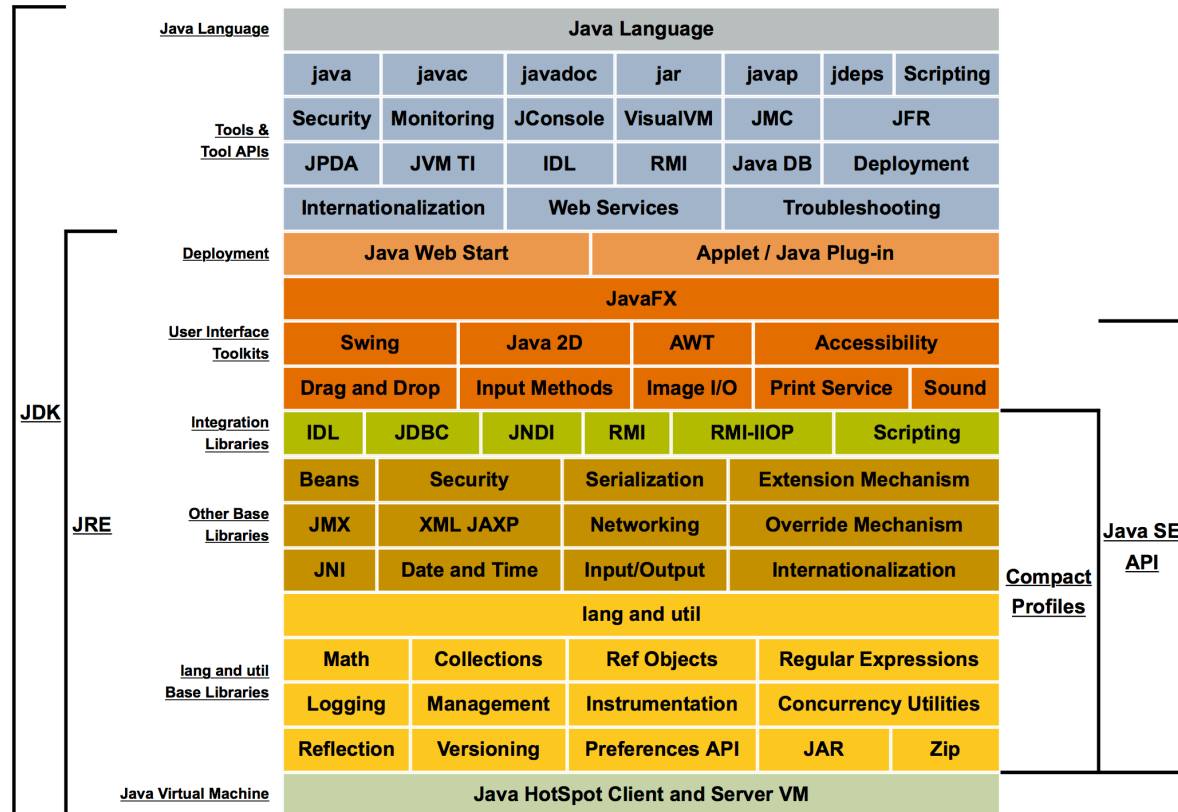 Java Language Java Language
java javac javadoc jar javap jdeps Scripting
Security Monitoring JConsole VisualVM JMC JFR
Tools &
Tool APIs
JPDA JVM TI IDL RMI Java DB Deployment
Internationalization Web Services Troubleshooting
Deployment Java Web Start Applet / Java Plug-in
JavaFX
User Interface
Toolkits
Swing Java 2D AWT Accessibility
Drag and Drop Input Methods Image I/O Print Service Sound
JDK
Integration
Libraries
IDL JDBC JNDI RMI RMI-IIOP Scripting
Beans Security Serialization Extension Mechanism
JRE
Other Base
Libraries
JMX XML JAXP Networking Override Mechanism
Java SE
API
JNI Date and Time Input/Output Internationalization
Compact
Profiles
lang and util
Math Collections Ref Objects Regular Expressions
lang and util
Base Libraries
Logging Management Instrumentation Concurrency Utilities
Reflection Versioning Preferences API JAR Zip
Java Virtual Machine Java HotSpot Client and Server VM